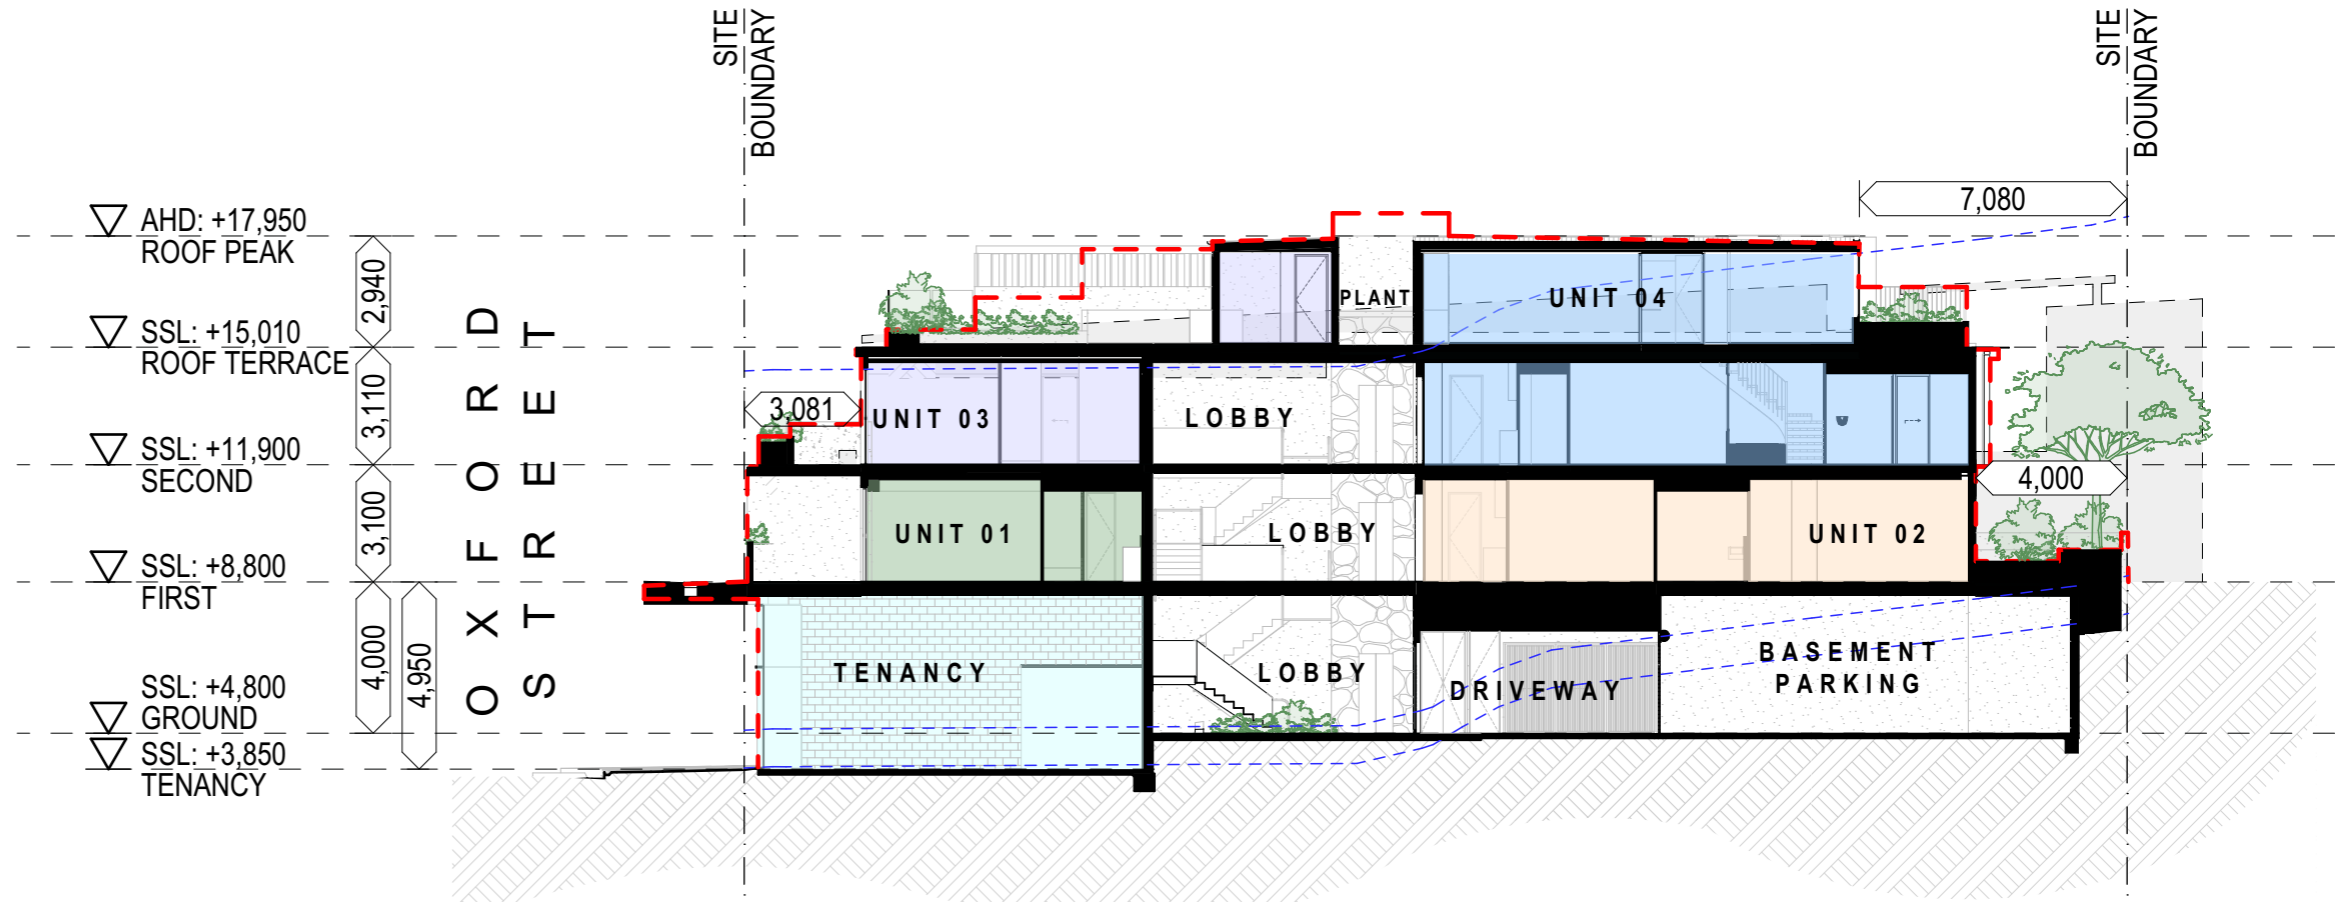 SITE
BOUNDARY
SITE
BOUNDARY
7,080
AHD: +17,950
ROOF PEAK
2,940
SSL: +15,010
ROOF TERRACE
3,110
SSL: +11,900
SECOND
3,100
SSL: +8,800
FIRST
4,000
4,950
SSL: +4,800
GROUND
SSL: +3,850
TENANCY
OXFORD
STREET
PLANT
UNIT 04
3,081
UNIT 03
LOBBY
4,000
UNIT 01
LOBBY
UNIT 02
TENANCY
LOBBY
DRIVEWAY
BASEMENT
PARKING